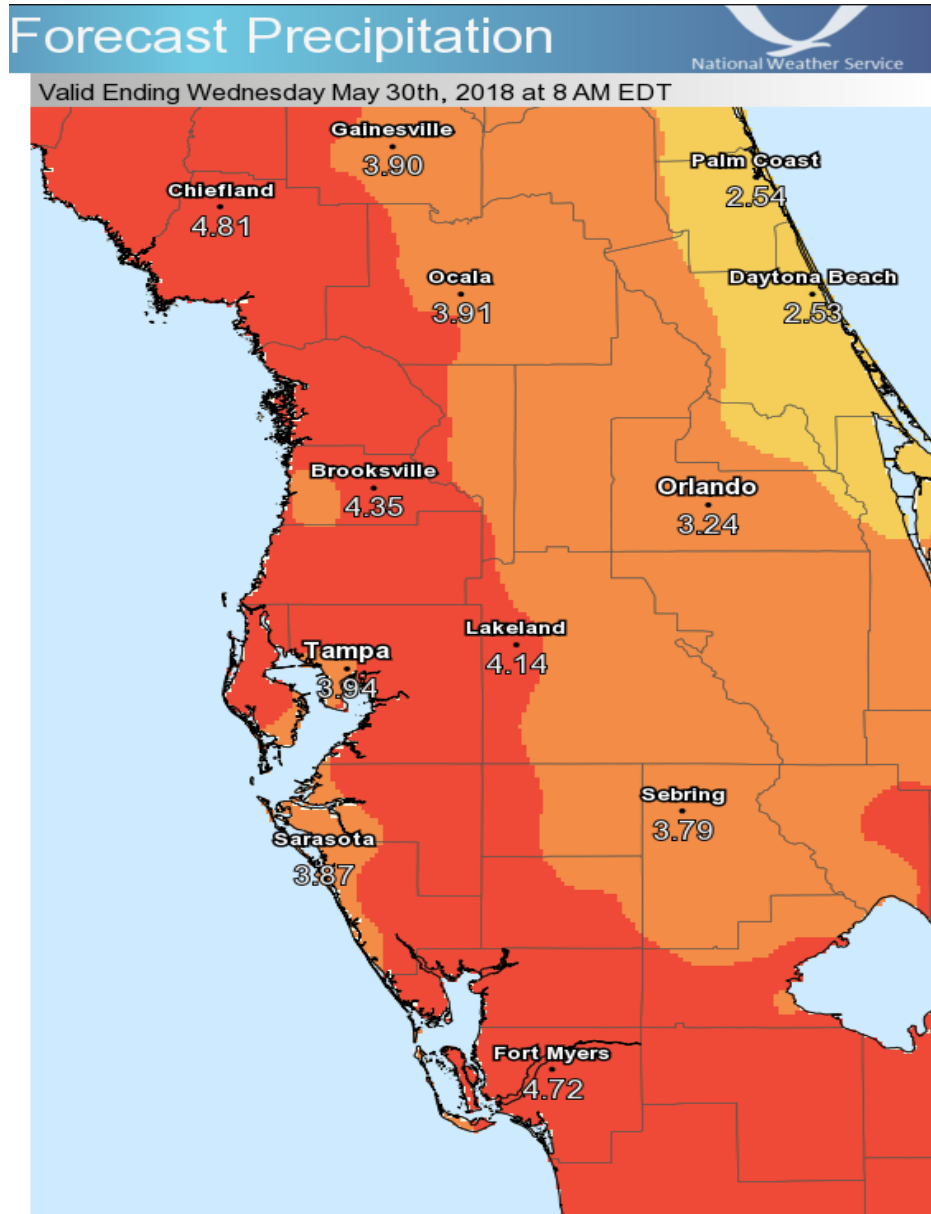 Forecast Precipitation
National Weather Service
Valid Ending Wednesday May 30th, 2018 at 8 AM EDT
Gainesville
3.90
Palm Coast
2.54
Chiefland
4.81
Ocala
3.91
Daytona Beach
2.53
Brooksville
4.35
Orlando
3.24
Lakeland
4.14
Tampa
3.94
Sebring
3.79
Sarasota
3.87
Fort Myers
4.72